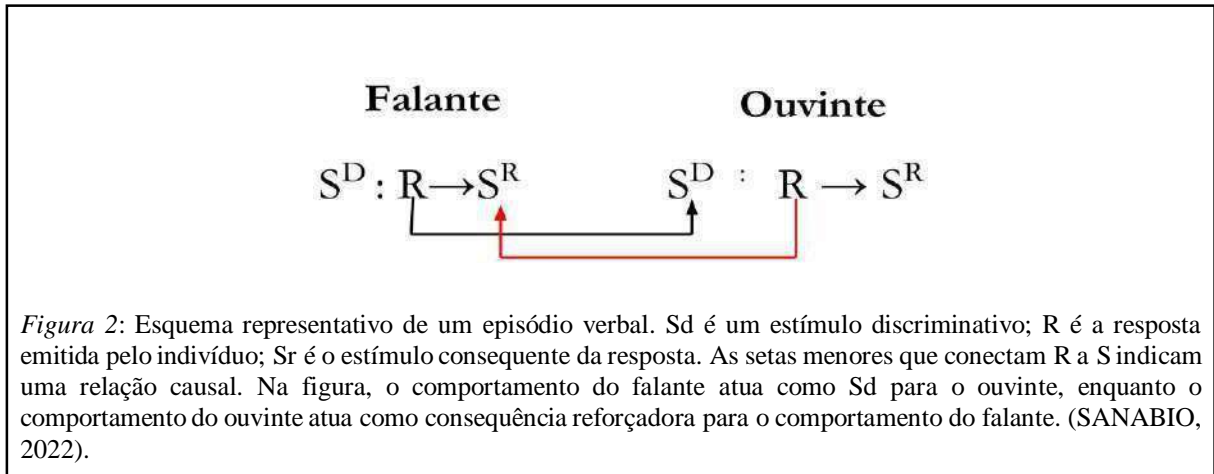 Falante Ouvinte
S^D : R→S^R S^D : R → S^R
Figura 2: Esquema representativo de um episódio verbal. Sd é um estímulo discriminativo; R é a resposta
emitida pelo indivíduo; Sr é o estímulo consequente da resposta. As setas menores que conectam R a S indicam
uma relação causal. Na figura, o comportamento do falante atua como Sd para o ouvinte, enquanto o
comportamento do ouvinte atua como consequência reforçadora para o comportamento do falante. (SANABIO,
2022).